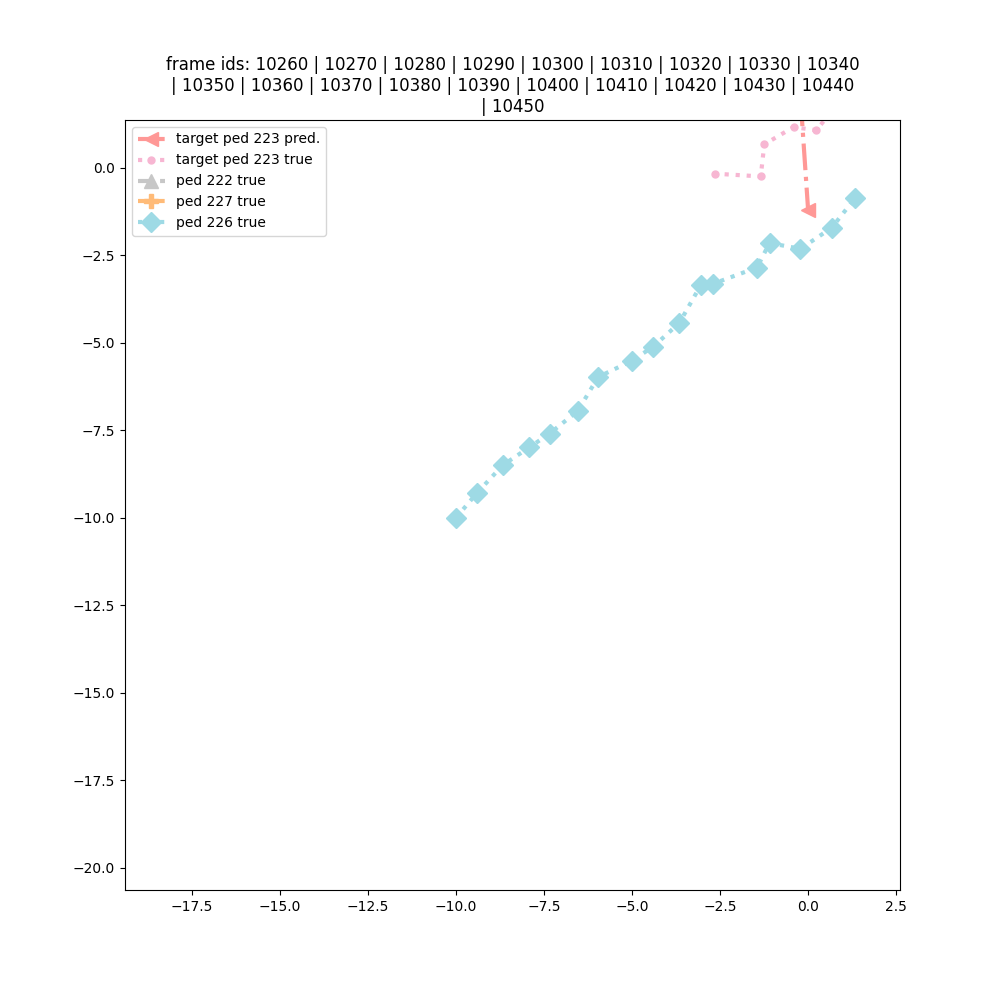 frame ids: 10260 | 10270 | 10280 | 10290 | 10300 | 10310 | 10320 | 10330 | 10340
| 10350 | 10360 | 10370 | 10380 | 10390 | 10400 | 10410 | 10420 | 10430 | 10440
| 10450
target ped 223 pred.
target ped 223 true
ped 222 true
ped 227 true
ped 226 true
0.0
−2.5
−5.0
−7.5
−10.0
−12.5
−15.0
−17.5
−20.0
−17.5 −15.0 −12.5 −10.0 −7.5 −5.0 −2.5 0.0 2.5